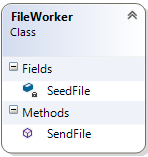 FileWorker
Class
Fields
SeedFile
Methods
SendFile